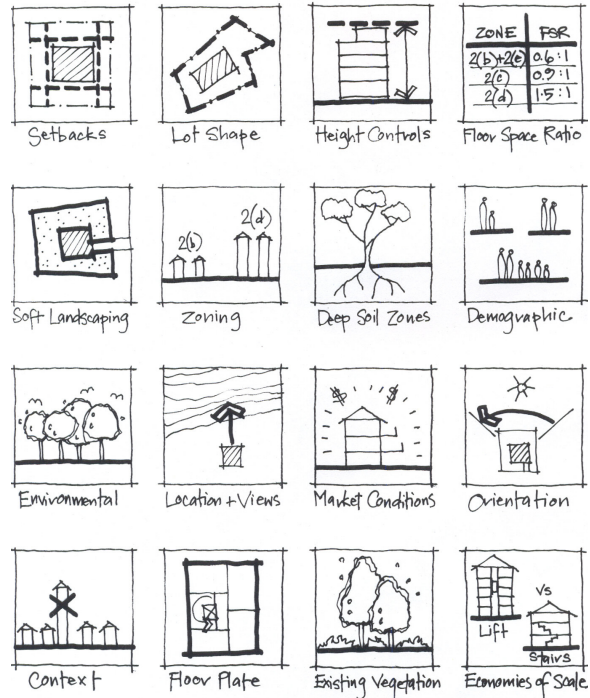 ZONE FSR
2(b)+2(e) 0.6:1
2(c) 0.9:1
2(d) 1.5:1
Setbacks
Lot Shape
Height Controls
Floor Space Ratio
2(b)
2(d)
Soft Landscaping
Zoning
Deep Soil Zones
Demographic
$ $
Environmental
Location + Views
Market Conditions
Orientation
Vs
Lift
Stairs
Context
Floor Plate
Existing Vegetation
Economies of Scale